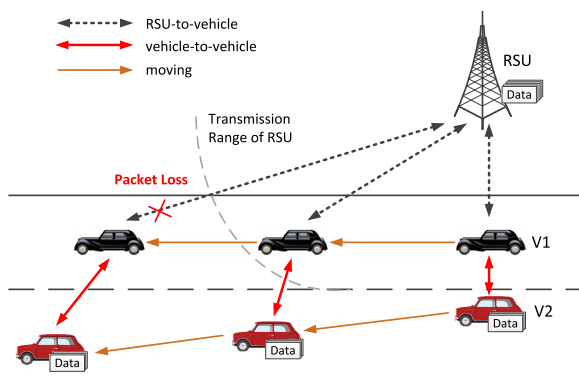 RSU-to-vehicle
vehicle-to-vehicle
moving
RSU
Data
Transmission
Range of RSU
Packet Loss
V1
V2
Data
Data
Data